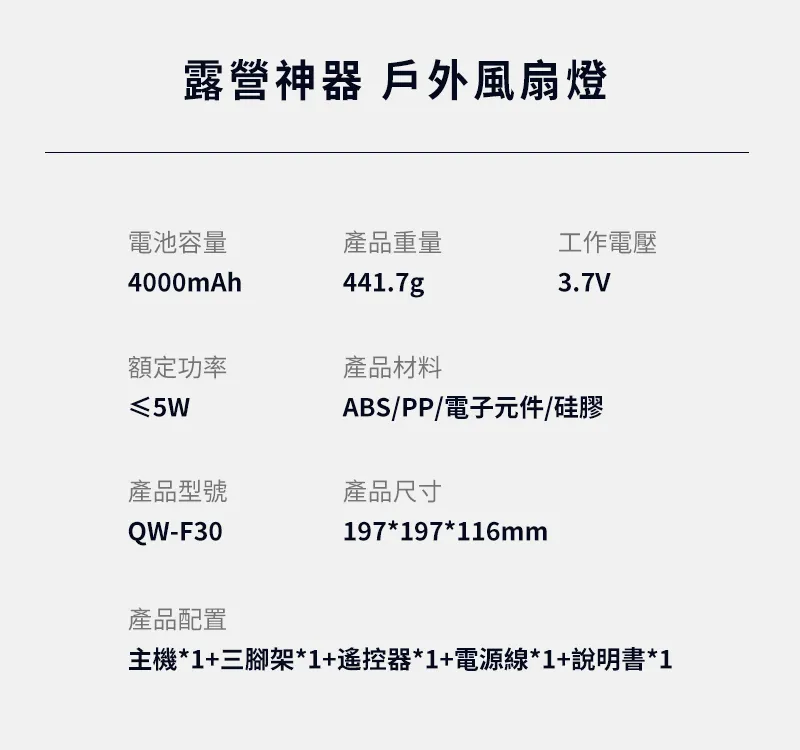 露營神器 戶外風扇燈
電池容量 產品重量 工作電壓
4000mAh 441.7g 3.7V
額定功率 產品材料
≤5W ABS/PP/電子元件/硅膠
產品型號 產品尺寸
QW-F30 197*197*116mm
產品配置
主機*1+三腳架*1+遙控器*1+電源線*1+說明書*1